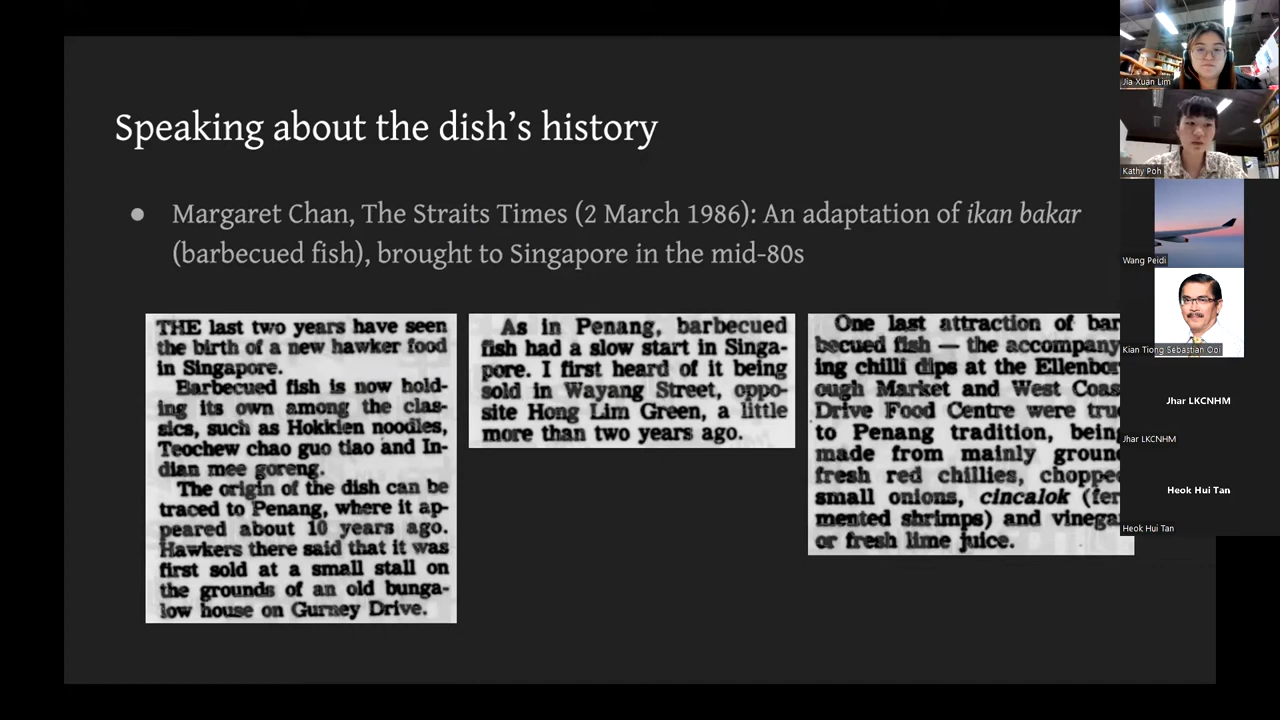 Speaking about the dish's history
● Margaret Chan, The Straits Times (2 March 1986): An adaptation of ikan bakar
(barbecued fish), brought to Singapore in the mid-80s
THE last two years have seen
the birth of a new hawker food
in Singapore.
Barbecued fish is now hold-
ing its own among the clas-
sics, such as Hokkien noodles,
Teochew chao guo tiao and In-
dian mee goreng.
The origin of the dish can be
traced to Penang, where it ap-
peared about 10 years ago.
Hawkers there said that it was
first sold at a small stall on
the grounds of an old bunga-
low house on Gurney Drive.
As in Penang, barbecued
fish had a slow start in Singa-
pore. I first heard of it being
sold in Wayang Street, oppo-
site Hong Lim Green, a little
more than two years ago.
One last attraction of bar
becued fish — the accompany
ing chilli dips at the Ellenbor
ough Market and West Coas
Drive Food Centre were tru
to Penang tradition, being
made from mainly groun
fresh red chillies, choppe
small onions, cincalok (fer
mented shrimps) and vinega
or fresh lime juice.
Jia Xuan Lim
Kathy Poh
Wang Peidi
Kian Tiong Sebastian Ooi
Jhar LKCNHM
Jhar LKCNHM
Heok Hui Tan
Heok Hui Tan